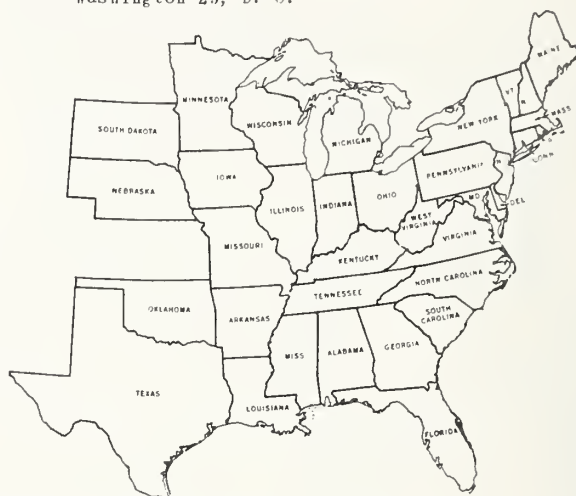 Washington 25, D. C.
MAINE
MINNESOTA
VT
N
WISCONSIN
MASS
SOUTH DAKOTA
MICHIGAN
NEW YORK
CONN
IOWA
PENNSYLVANIA
NEBRASKA
N
ILLINOIS
INDIANA
OHIO
MD
DEL
WEST
VIRGINIA
MISSOURI
VIRGINIA
KENTUCKY
NORTH CAROLINA
TENNESSEE
OKLAHOMA
ARKANSAS
SOUTH
CAROLINA
MISS
ALABAMA
GEORGIA
TEXAS
LOUISIANA
FLORIDA